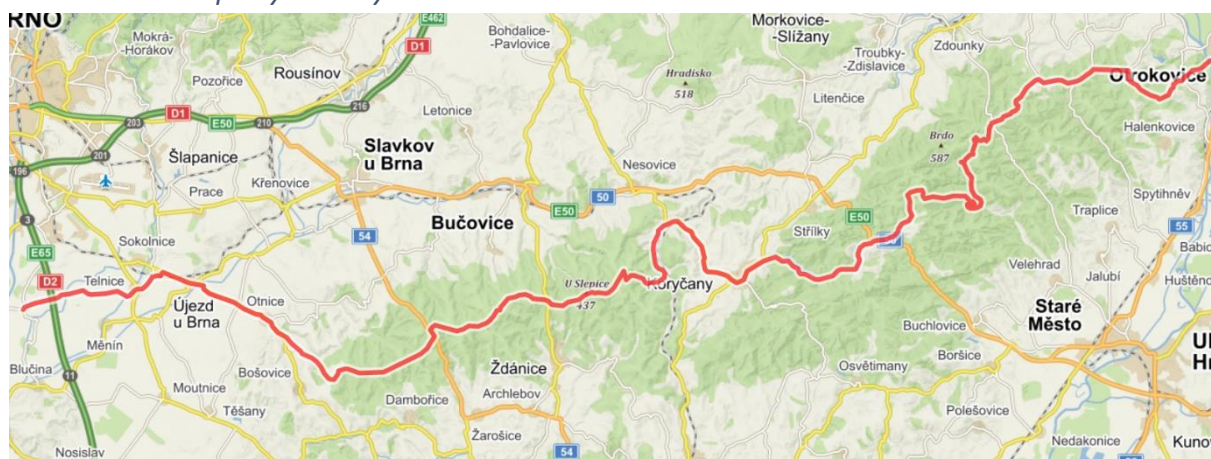 RNO
Mokrá-
-Horákov
E462
D1
Bohdalice-
-Pavlovice
Morkovice-
-Slížany
Troubky-
-Zdislavice
Zdounky
Pozořice
Rousínov
Hradisko
518
Otrokovice
216
Letonice
Litenčice
203
D1
E50
210
Halenkovice
Šlapanice
Slavkov
u Brna
Brdo
587
201
196
Nesovice
Prace
Křenovice
50
Spytihněv
3
Bučovice
E50
E50
Traplice
Sokolnice
54
Střílky
55
E65
Babic
D2
Telnice
U Slepice
437
Koryčany
Velehrad
Jalubí
Huštěno
Otnice
Újezd
u Brna
Staré
Město
Měnín
Buchlovice
Ul
Hr
Blučina
11
Bošovice
Ždánice
Osvětimany
Boršice
Moutnice
Dambořice
Archlebov
Těšany
Polešovice
Žarošice
54
Nedakonice
Kuno
Nosislav